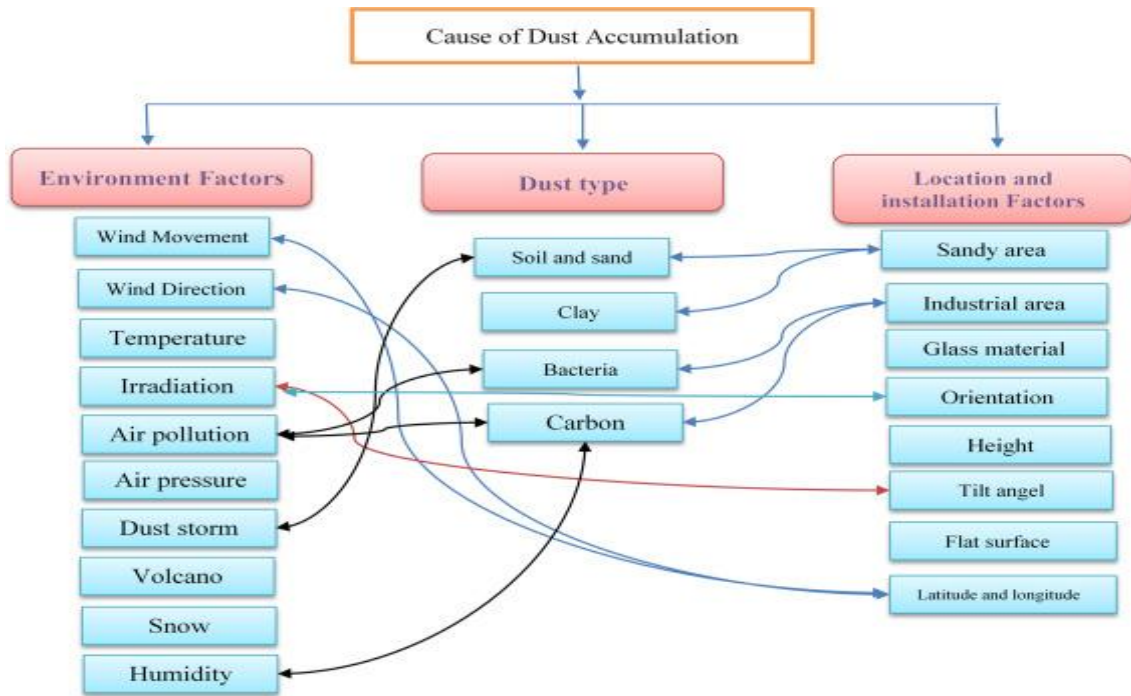 Cause of Dust Accumulation
Environment Factors
Wind Movement
Wind Direction
Temperature
Irradiation
Air pollution
Air pressure
Dust storm
Volcano
Snow
Humidity
Dust type
Soil and sand
Clay
Bacteria
Carbon
Location and
installation Factors
Sandy area
Industrial area
Glass material
Orientation
Height
Tilt angel
Flat surface
Latitude and longitude